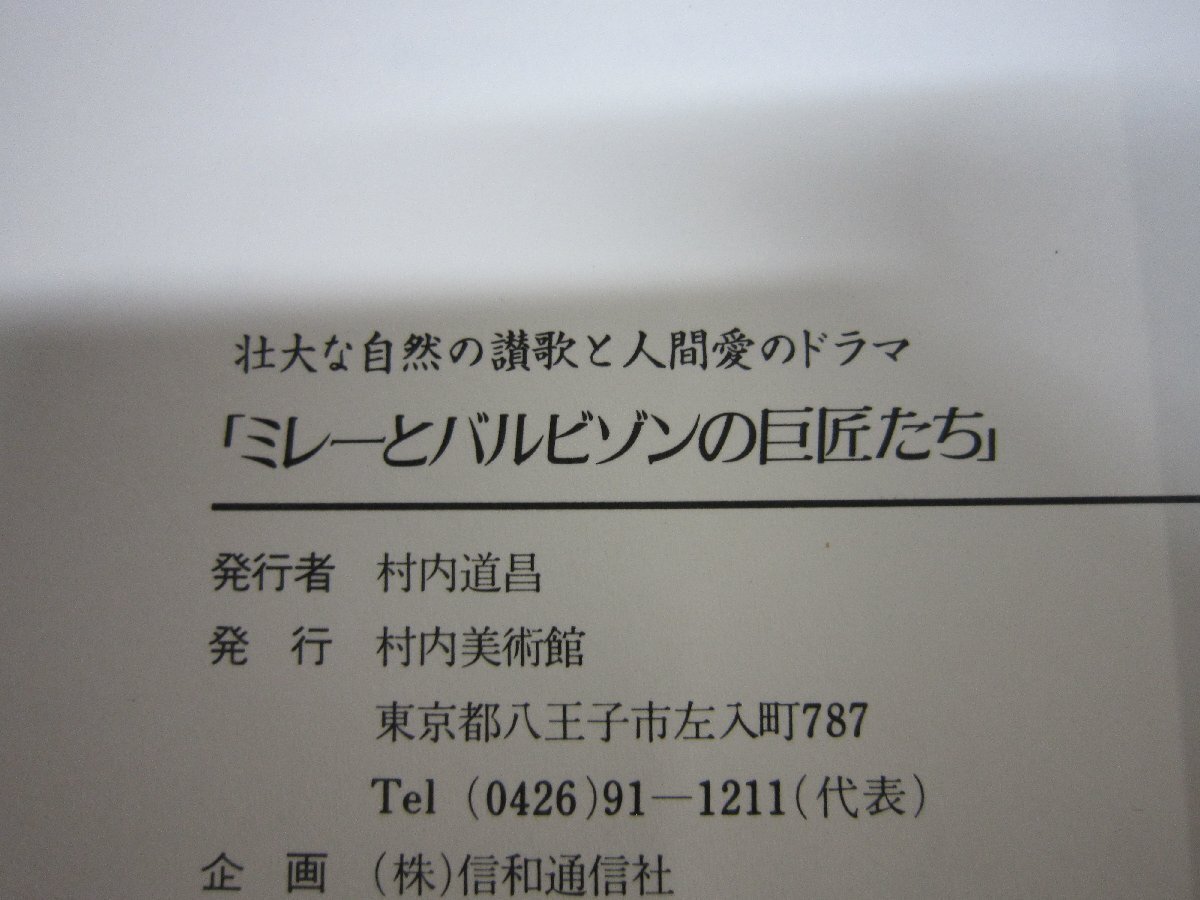 壮大な自然の讃歌と人間愛のドラマ
「ミレーとバルビゾンの巨匠たち」
発行者 村内道昌
発 行 村内美術館
東京都八王子市左入町787
Tel (0426)91—1211(代表)
企 画 (株)信和通信社